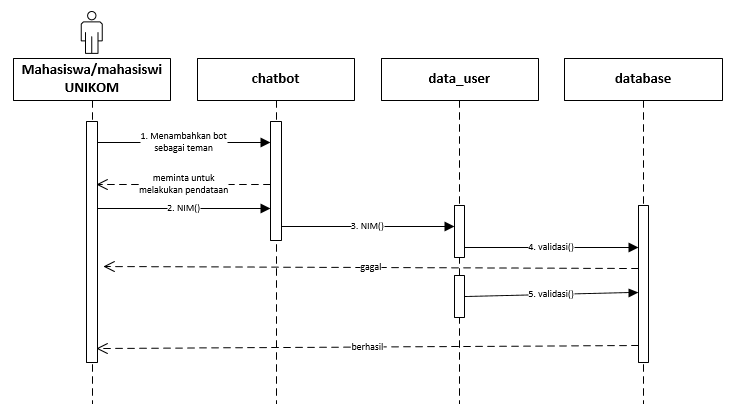 Mahasiswa/mahasiswi
UNIKOM
chatbot
data_user
database
1. Menambahkan bot
sebagai teman
meminta untuk
melakukan pendataan
2. NIM()
3. NIM()
4. validasi()
gagal
5. validasi()
berhasil